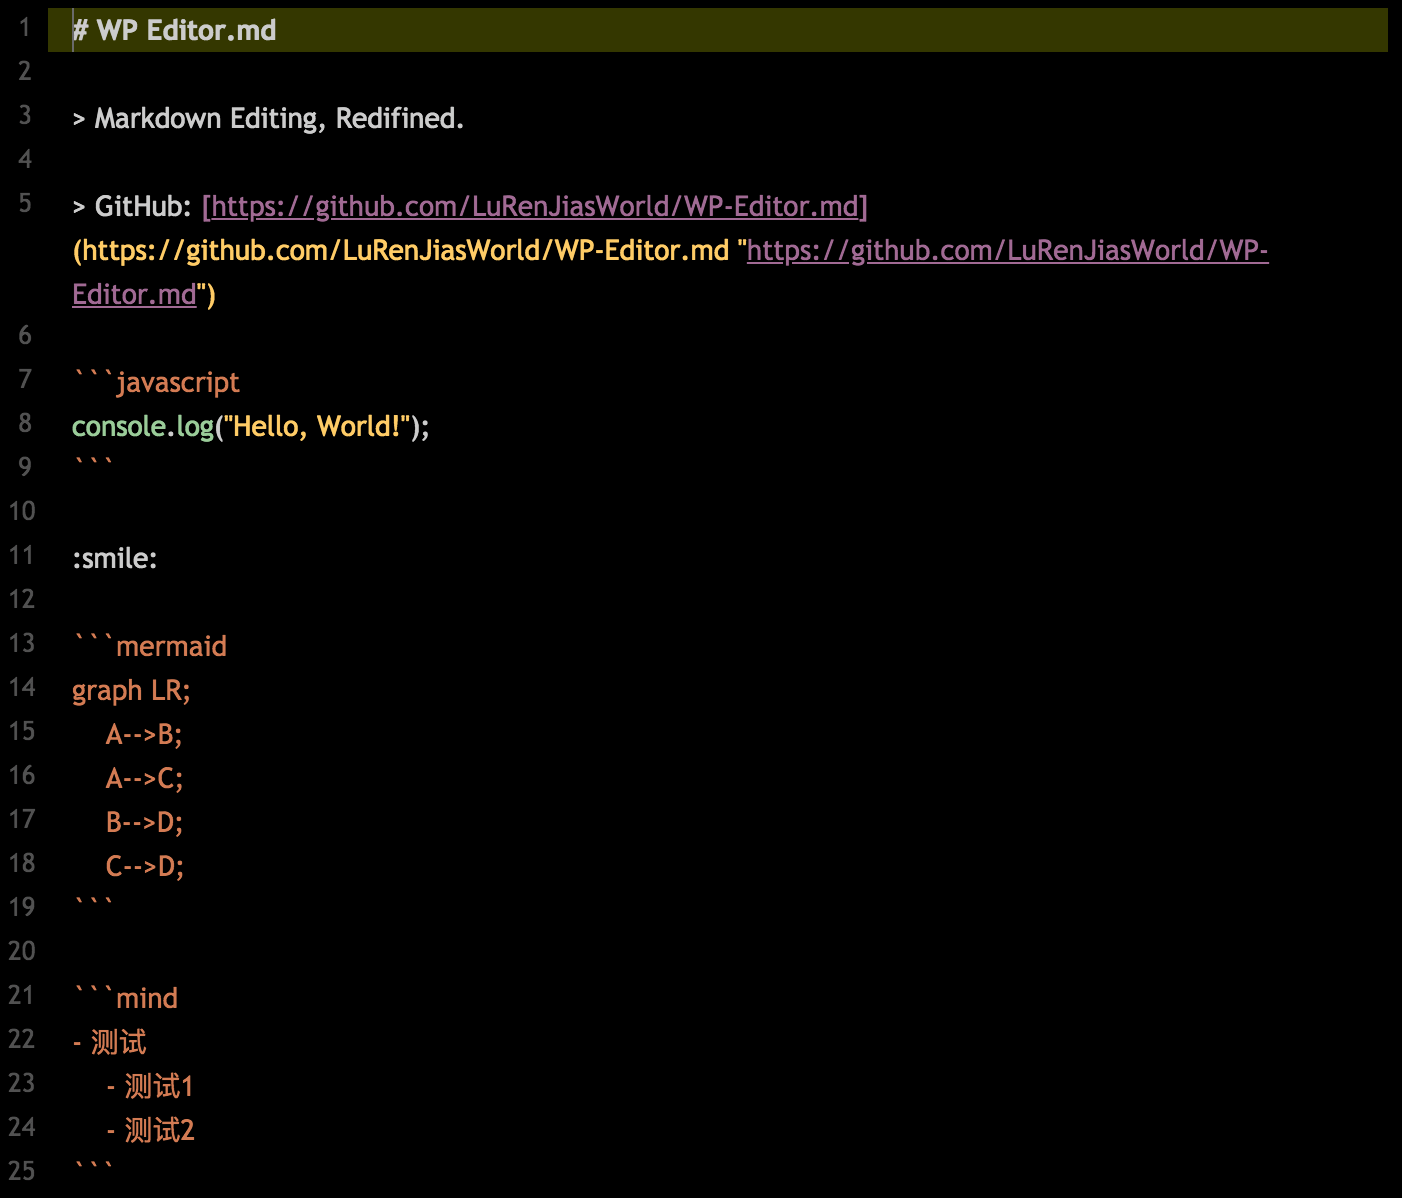 1 # WP Editor.md
2
3 > Markdown Editing, Redifined.
4
5 > GitHub: [https://github.com/LuRenJiasWorld/WP-Editor.md]
(https://github.com/LuRenJiasWorld/WP-Editor.md "https://github.com/LuRenJiasWorld/WP-
Editor.md")
6
7 ```javascript
8 console.log("Hello, World!");
9 ```
10
11 :smile:
12
13 ```mermaid
14 graph LR;
15     A-->B;
16     A-->C;
17     B-->D;
18     C-->D;
19 ```
20
21 ```mind
22 - 测试
23     - 测试1
24     - 测试2
25 ```